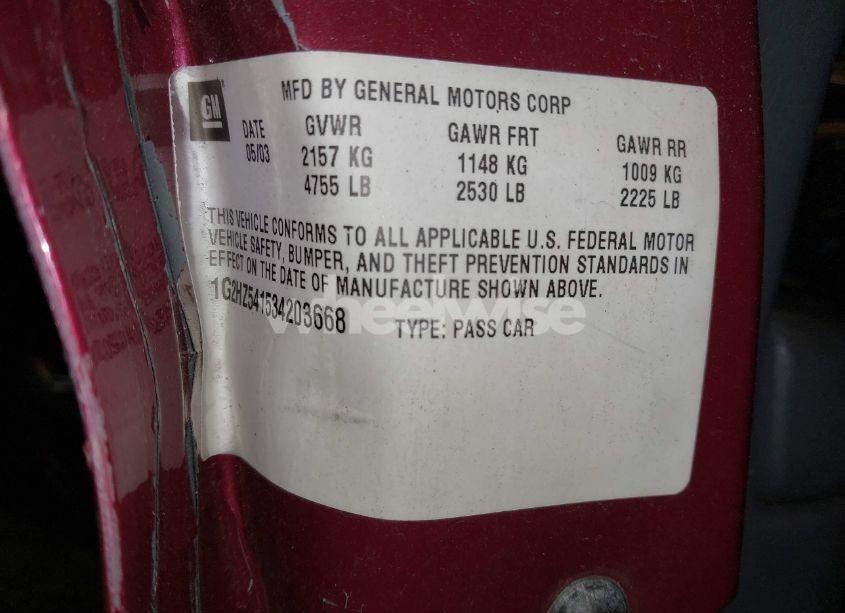 GM
MFD BY GENERAL MOTORS CORP
DATE GVWR GAWR FRT GAWR RR
05/03 2157 KG 1148 KG 1009 KG
4755 LB 2530 LB 2225 LB
THIS VEHICLE CONFORMS TO ALL APPLICABLE U.S. FEDERAL MOTOR
VEHICLE SAFETY, BUMPER, AND THEFT PREVENTION STANDARDS IN
EFFECT ON THE DATE OF MANUFACTURE SHOWN ABOVE.
1G2HZ541534203668 TYPE: PASS CAR
wheelwise